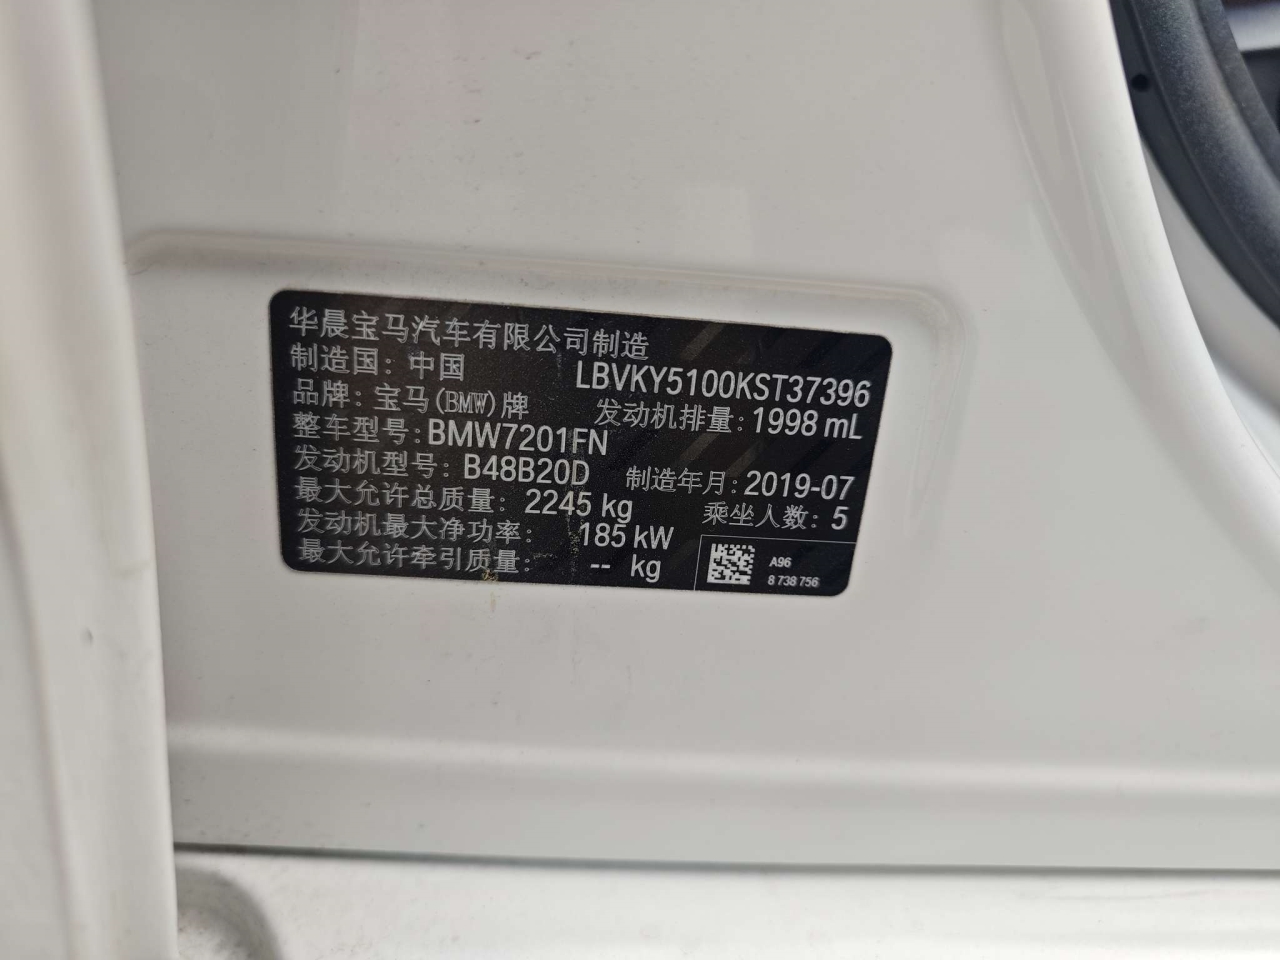 华晨宝马汽车有限公司制造
制造国: 中国
LBVKY5100KST37396
品牌: 宝马(BMW)牌
发动机排量: 1998 mL
整车型号: BMW7201FN
发动机型号: B48B20D
制造年月: 2019-07
最大允许总质量: 2245 kg
乘坐人数: 5
发动机最大净功率: 185 kW
最大允许牵引质量: -- kg
A96
8 738 756